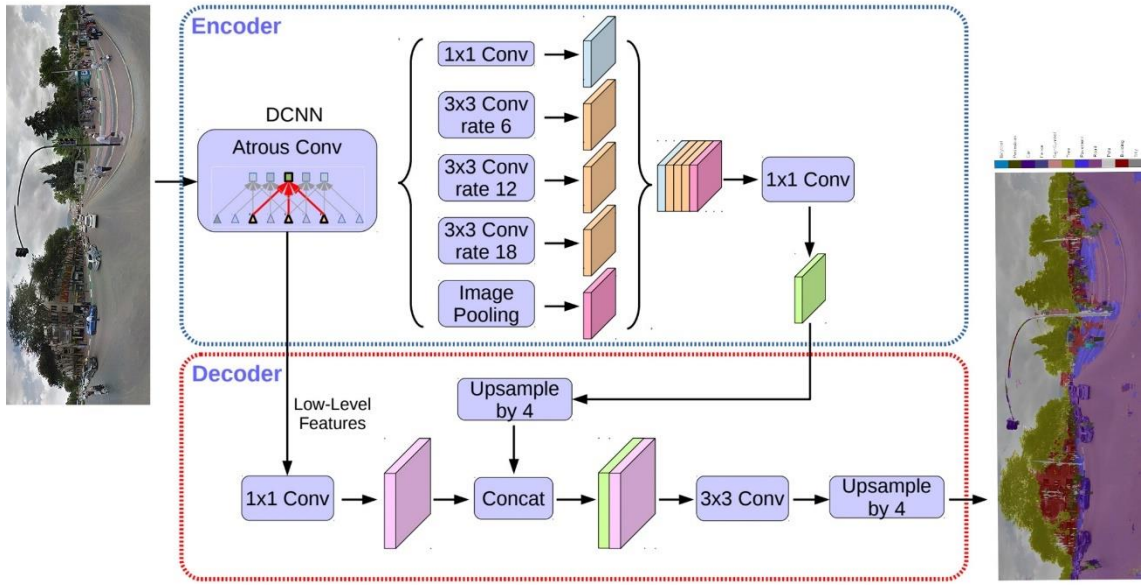 Encoder
DCNN
Atrous Conv
1x1 Conv
3x3 Conv
rate 6
3x3 Conv
rate 12
3x3 Conv
rate 18
Image
Pooling
1x1 Conv
Decoder
Low-Level
Features
Upsample
by 4
1x1 Conv
Concat
3x3 Conv
Upsample
by 4